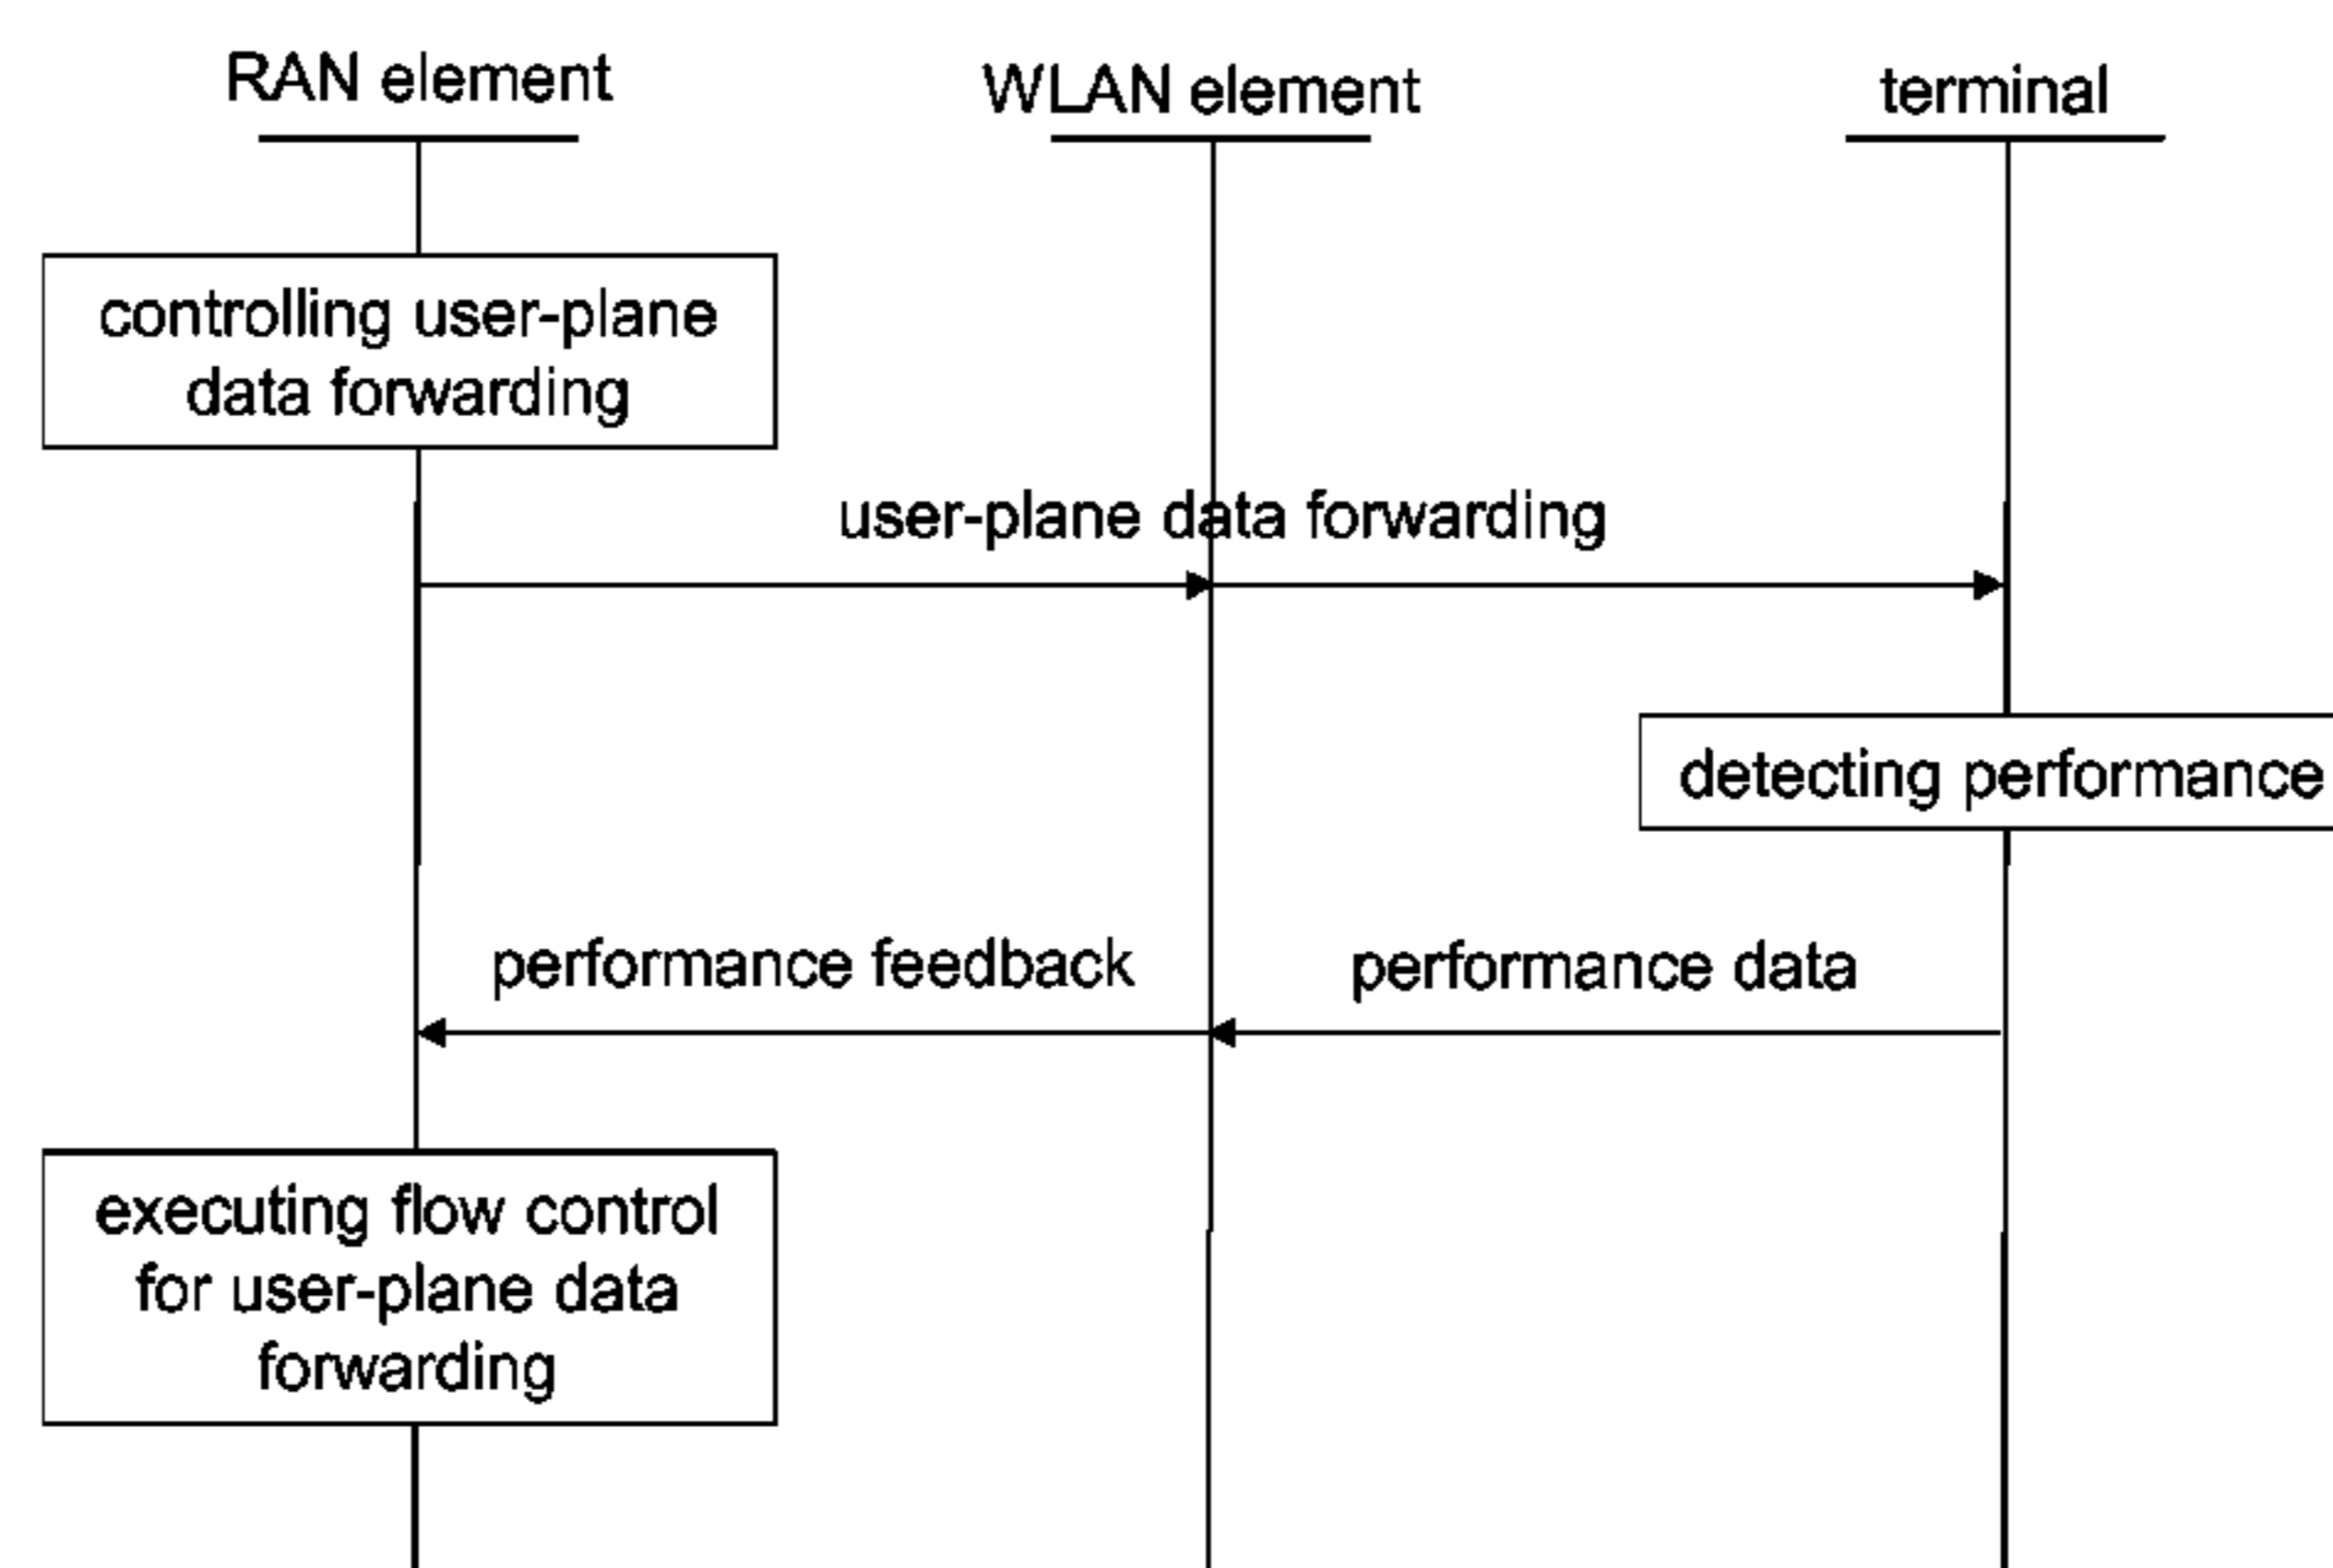 RAN element
WLAN element
terminal
controlling user-plane
data forwarding
user-plane data forwarding
detecting performance
performance feedback
performance data
executing flow control
for user-plane data
forwarding